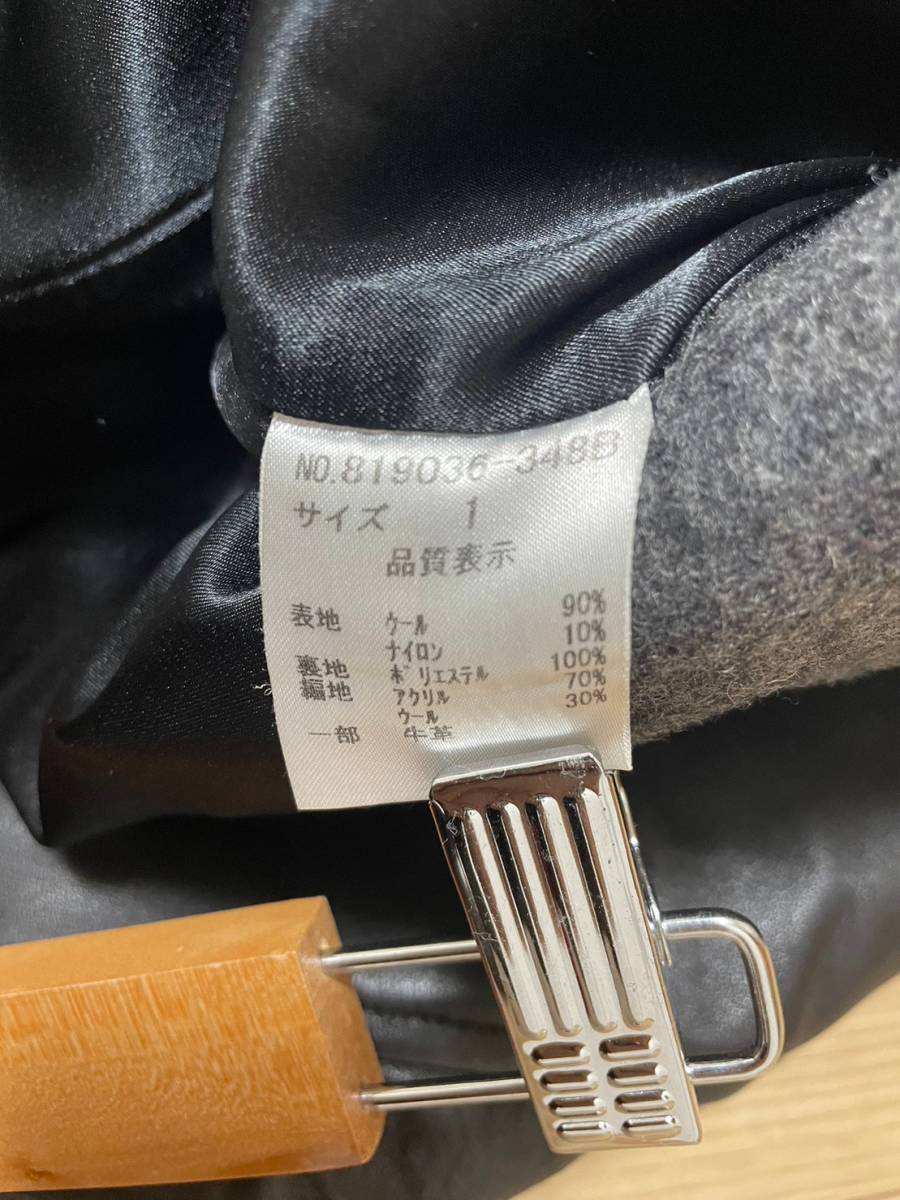 NO.819036-348B
サイズ 1
品質表示
表地 ウール 90%
ナイロン 10%
裏地 ポリエステル 100%
編地 アクリル 70%
ウール 30%
一部 牛革